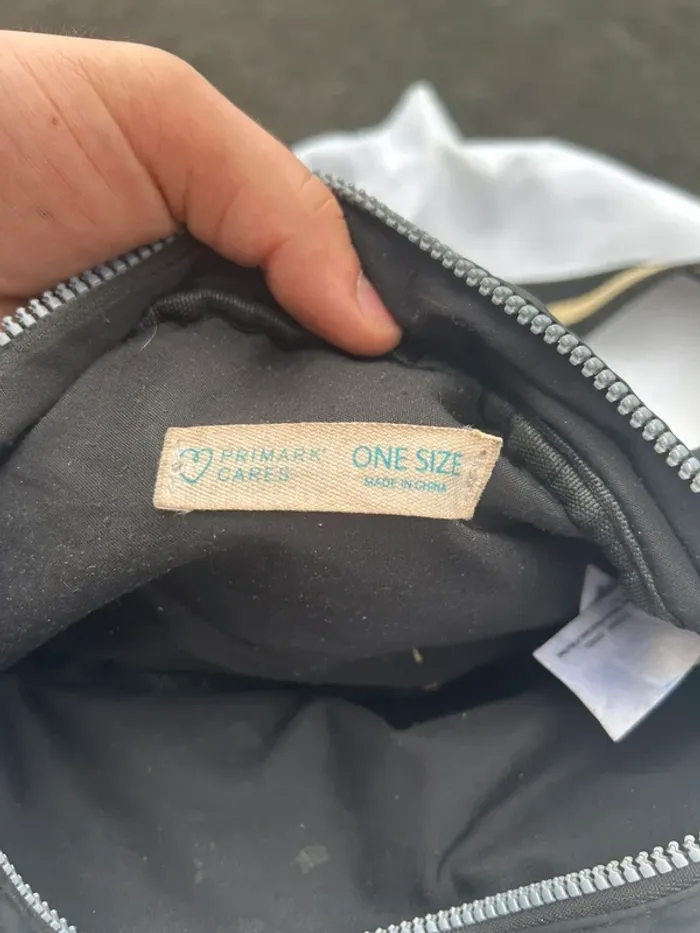 PRIMARK®
CARES
ONE SIZE
MADE IN CHINA